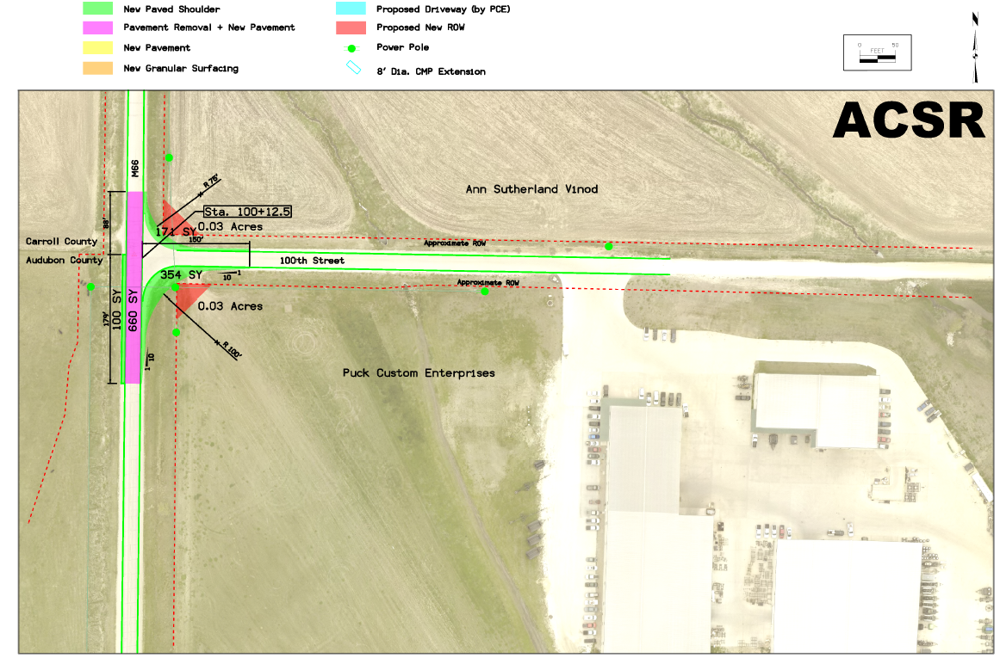 New Paved Shoulder
Pavement Removal + New Pavement
New Pavement
New Granular Surfacing
Proposed Driveway (by PCE)
Proposed New ROW
Power Pole
8' Dia. CMP Extension
0 50
FEET
ACSR
M66
R 75'
Ann Sutherland Vinod
Sta. 100+12.5
88'
171 SY
0.03 Acres
150'
Carroll County
Approximate ROW
Audubon County
100th Street
354 SY
10 1
Approximate ROW
0.03 Acres
179'
100 SY
660 SY
R 100'
1 10
Puck Custom Enterprises